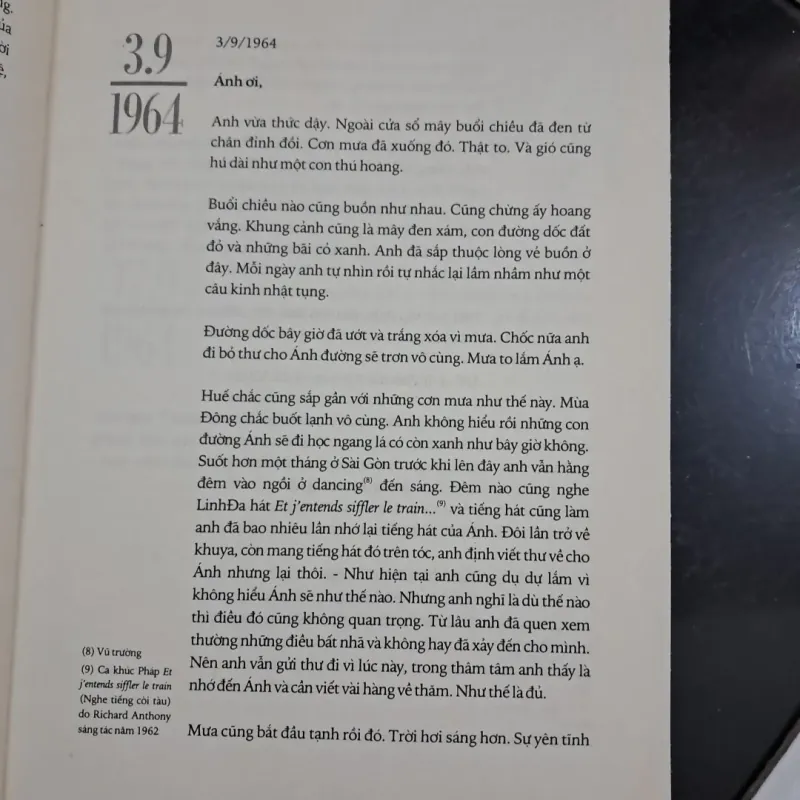 ng.
ủa
ời
ê,
3.9
1964
3/9/1964
Ánh ơi,
Anh vừa thức dậy. Ngoài cửa sổ mây buổi chiều đã đen từ
chân đỉnh đồi. Cơn mưa đã xuống đó. Thật to. Và gió cũng
hú dài như một con thú hoang.
Buổi chiều nào cũng buồn như nhau. Cũng chừng ấy hoang
vắng. Khung cảnh cũng là mây đen xám, con đường dốc đất
đỏ và những bãi cỏ xanh. Anh đã sắp thuộc lòng vẻ buồn ở
đây. Mỗi ngày anh tự nhìn rồi tự nhắc lại lầm nhầm như một
câu kinh nhật tụng.
Đường dốc bây giờ đã ướt và trắng xóa vì mưa. Chốc nữa anh
đi bỏ thư cho Ánh đường sẽ trơn vô cùng. Mưa to lắm Ánh ạ.
Huế chắc cũng sắp gần với những cơn mưa như thế này. Mùa
Đông chắc buốt lạnh vô cùng. Anh không hiểu rồi những con
đường Ánh sẽ đi học ngang lá có còn xanh như bây giờ không.
Suốt hơn một tháng ở Sài Gòn trước khi lên đây anh vẫn hằng
đêm vào ngồi ở dancing(8) đến sáng. Đêm nào cũng nghe
LinhĐa hát Et j'entends siffler le train...(9) và tiếng hát cũng làm
anh đã bao nhiêu lần nhớ lại tiếng hát của Ánh. Đôi lần trở về
khuya, còn mang tiếng hát đó trên tóc, anh định viết thư về cho
Ánh nhưng lại thôi. - Như hiện tại anh cũng dụ dự lắm vì
không hiểu Ánh sẽ như thế nào. Nhưng anh nghĩ là dù thế nào
thì điều đó cũng không quan trọng. Từ lâu anh đã quen xem
thường những điều bất nhã và không hay đã xảy đến cho mình.
Nên anh vẫn gửi thư đi vì lúc này, trong thâm tâm anh thấy là
nhớ đến Ánh và cần viết vài hàng về thăm. Như thế là đủ.
Mưa cũng bắt đầu tạnh rồi đó. Trời hơi sáng hơn. Sự yên tĩnh
(8) Vũ trường
(9) Ca khúc Pháp Et
j'entends siffler le train
(Nghe tiếng còi tàu)
do Richard Anthony
sáng tác năm 1962